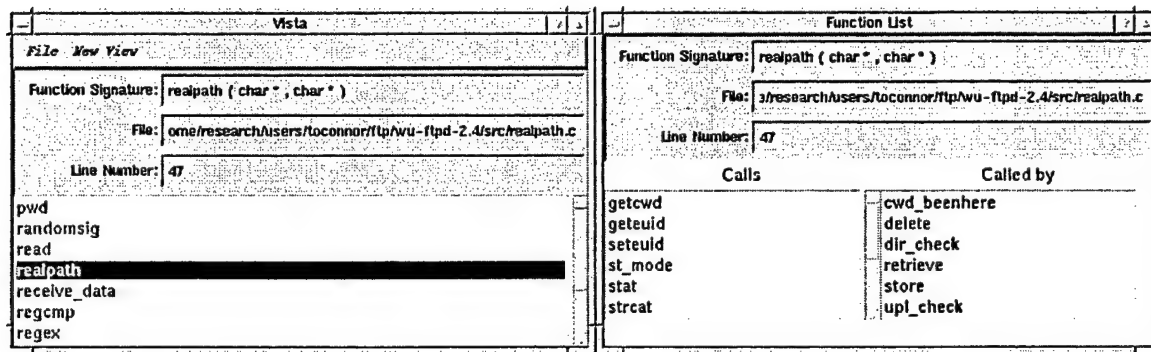 Vista
File New View
Function Signature: realpath ( char * , char * )
File: ome/research/users/toconnor/ftp/wu-ftpd-2.4/src/realpath.c
Line Number: 47
pwd
randomsig
read
realpath
receive_data
regcmp
regex
Function List
Function Signature: realpath ( char * , char * )
File: /research/users/toconnor/ftp/wu-ftpd-2.4/src/realpath.c
Line Number: 47
Calls
getcwd
geteuid
seteuid
st_mode
stat
strcat
Called by
cwd_beenhere
delete
dir_check
retrieve
store
upl_check